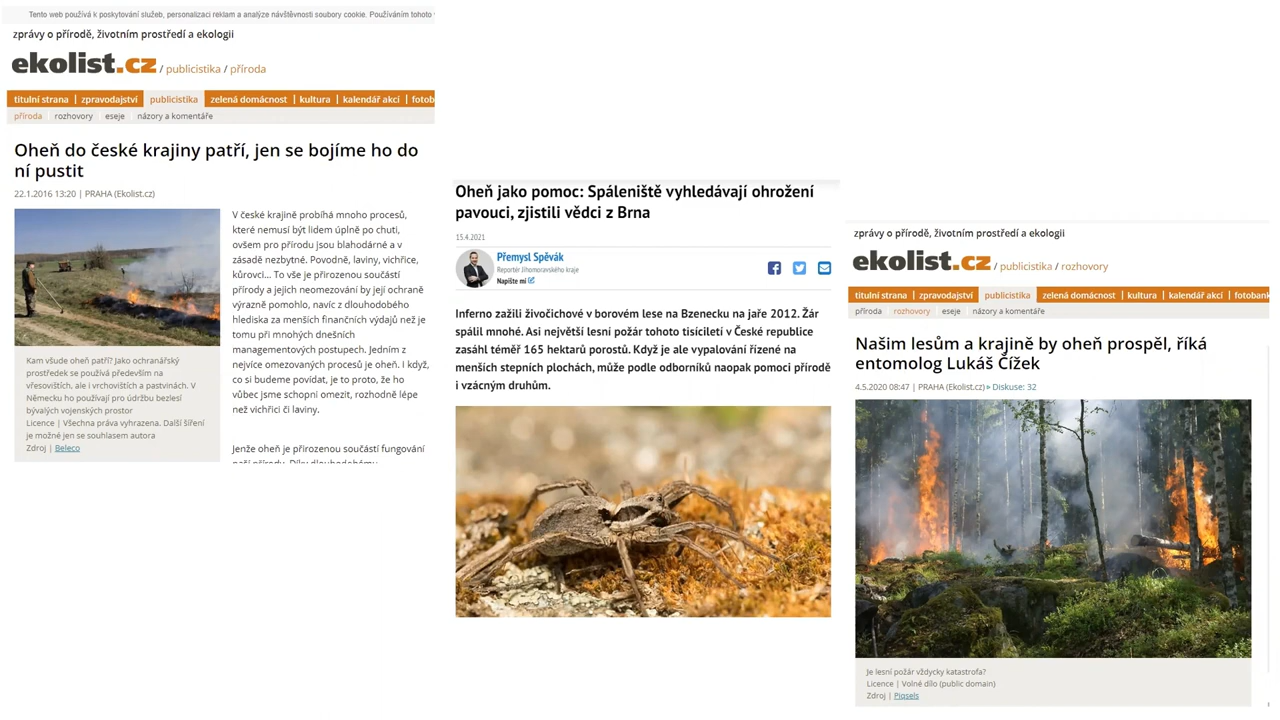 Tento web používá k poskytování služeb, personalizaci reklam a analýze návštěvnosti soubory cookie. Používáním tohoto
zprávy o přírodě, životním prostředí a ekologii
ekolist.cz / publicistika / příroda
titulní strana | zpravodajství | publicistika | zelená domácnost | kultura | kalendář akcí | fotob
příroda rozhovory eseje názory a komentáře
Oheň do české krajiny patří, jen se bojíme ho do
ní pustit
22.1.2016 13:20 | PRAHA (Ekolist.cz)
Kam všude oheň patří? Jako ochranářský
prostředek se používá především na
vřesovištích, ale i vrchovištích a pastvinách. V
Německu ho používají pro údržbu bezlesí
bývalých vojenských prostor
Licence | Všechna práva vyhrazena. Další šíření
je možné jen se souhlasem autora
Zdroj | Beleco
V české krajině probíhá mnoho procesů,
které nemusí být lidem úplně po chuti,
ovšem pro přírodu jsou blahodárné a v
zásadě nezbytné. Povodně, laviny, vichřice,
kůrovci... To vše je přirozenou součástí
přírody a jejich neomezování by její ochraně
výrazně pomohlo, navíc z dlouhodobého
hlediska za menších finančních výdajů než je
tomu při mnohých dnešních
managementových postupech. Jedním z
nejvíce omezovaných procesů je oheň. I když,
co si budeme povídat, je to proto, že ho
vůbec jsme schopni omezit, rozhodně lépe
než vichřici či laviny.
Jenže oheň je přirozenou součástí fungování
naší přírody. Díky dlouhodobému
Oheň jako pomoc: Spáleniště vyhledávají ohrožení
pavouci, zjistili vědci z Brna
15.4.2021
Přemysl Spěvák
Reportér Jihomoravského kraje
Napište mi
Inferno zažili živočichové v borovém lese na Bzenecku na jaře 2012. Žár
spálil mnohé. Asi největší lesní požár tohoto tisíciletí v České republice
zasáhl téměř 165 hektarů porostů. Když je ale vypalování řízené na
menších stepních plochách, může podle odborníků naopak pomoci přírodě
i vzácným druhům.
zprávy o přírodě, životním prostředí a ekologii
ekolist.cz / publicistika / rozhovory
titulní strana | zpravodajství | publicistika | zelená domácnost | kultura | kalendář akcí | fotobank
příroda rozhovory eseje názory a komentáře
Našim lesům a krajině by oheň prospěl, říká
entomolog Lukáš Čížek
4.5.2020 08:47 | PRAHA (Ekolist.cz) Diskuse: 32
Je lesní požár vždycky katastrofa?
Licence | Volné dílo (public domain)
Zdroj | Piqsels